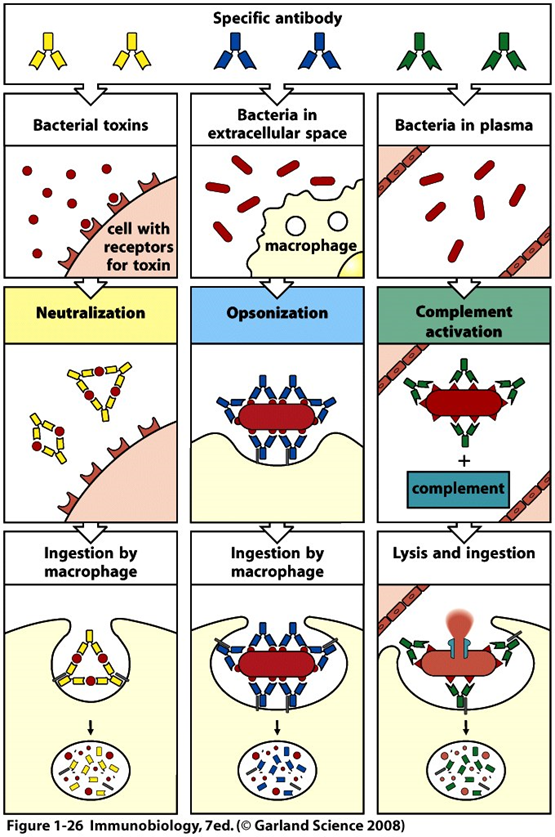 Specific antibody
Bacterial toxins
Bacteria in
extracellular space
Bacteria in plasma
cell with
receptors
for toxin
macrophage
Neutralization
Opsonization
Complement
activation
+
complement
Ingestion by
macrophage
Ingestion by
macrophage
Lysis and ingestion
Figure 1-26 Immunobiology, 7ed. (© Garland Science 2008)